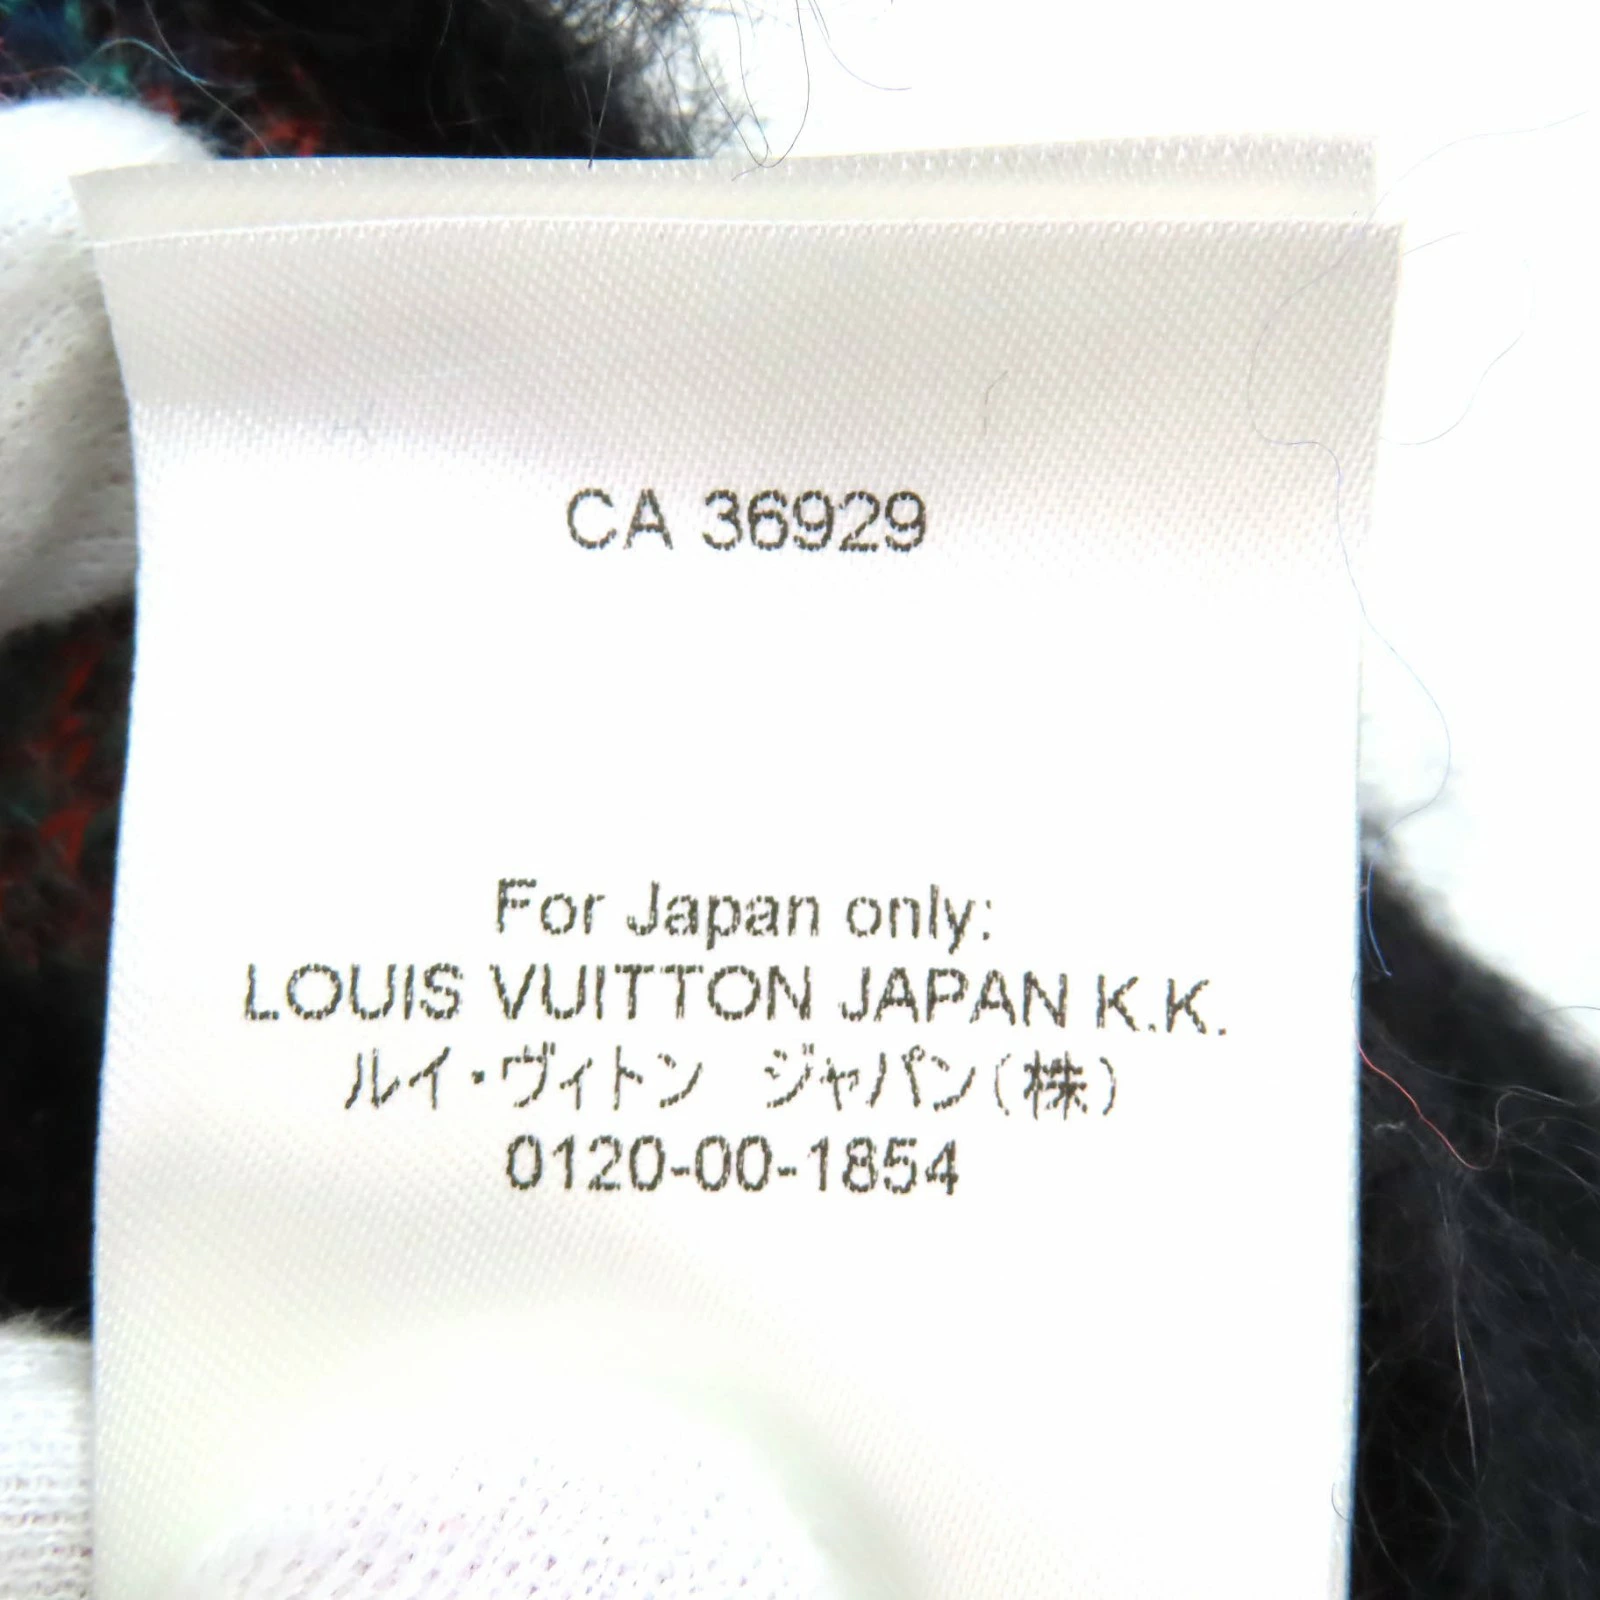 CA 36929
For Japan only:
LOUIS VUITTON JAPAN K.K.
ルイ・ヴィトン ジャパン(株)
0120-00-1854